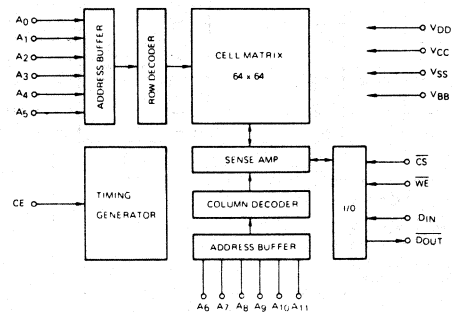 A0
A1
A2
A3
A4
A5
ADDRESS BUFFER
ROW DECODER
CELL MATRIX
64 x 64
VDD
VCC
VSS
VBB
CE
TIMING
GENERATOR
SENSE AMP
COLUMN DECODER
ADDRESS BUFFER
I/O
CS
WE
DIN
DOUT
A6 A7 A8 A9 A10 A11